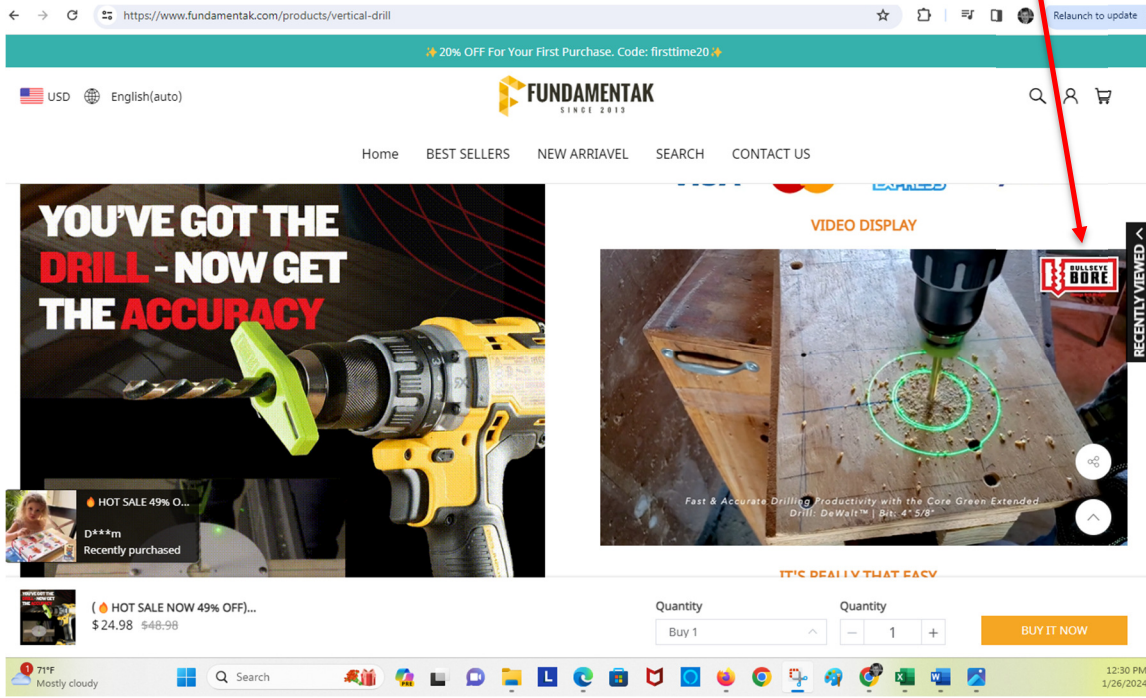 https://www.fundamentak.com/products/vertical-drill
Relaunch to update
✨20% OFF For Your First Purchase. Code: firsttime20✨
USD English(auto)
FUNDAMENTAK
SINCE 2013
Home BEST SELLERS NEW ARRIAVEL SEARCH CONTACT US
YOU'VE GOT THE
DRILL - NOW GET
THE ACCURACY
VIDEO DISPLAY
BULLSEYE
BORE
RECENTLY VIEWED
Fast & Accurate Drilling Productivity with the Core Green Extended
Drill: DeWalt™ | Bit: 4" 5/8"
🔥 HOT SALE 49% O...
D***m
Recently purchased
IT'S REALLY THAT EASY
(🔥 HOT SALE NOW 49% OFF)...
$24.98 $48.98
Quantity
Buy 1
Quantity
− 1 +
BUY IT NOW
1
71°F
Mostly cloudy
Search
PRE
L
12:30 PM
1/26/2024